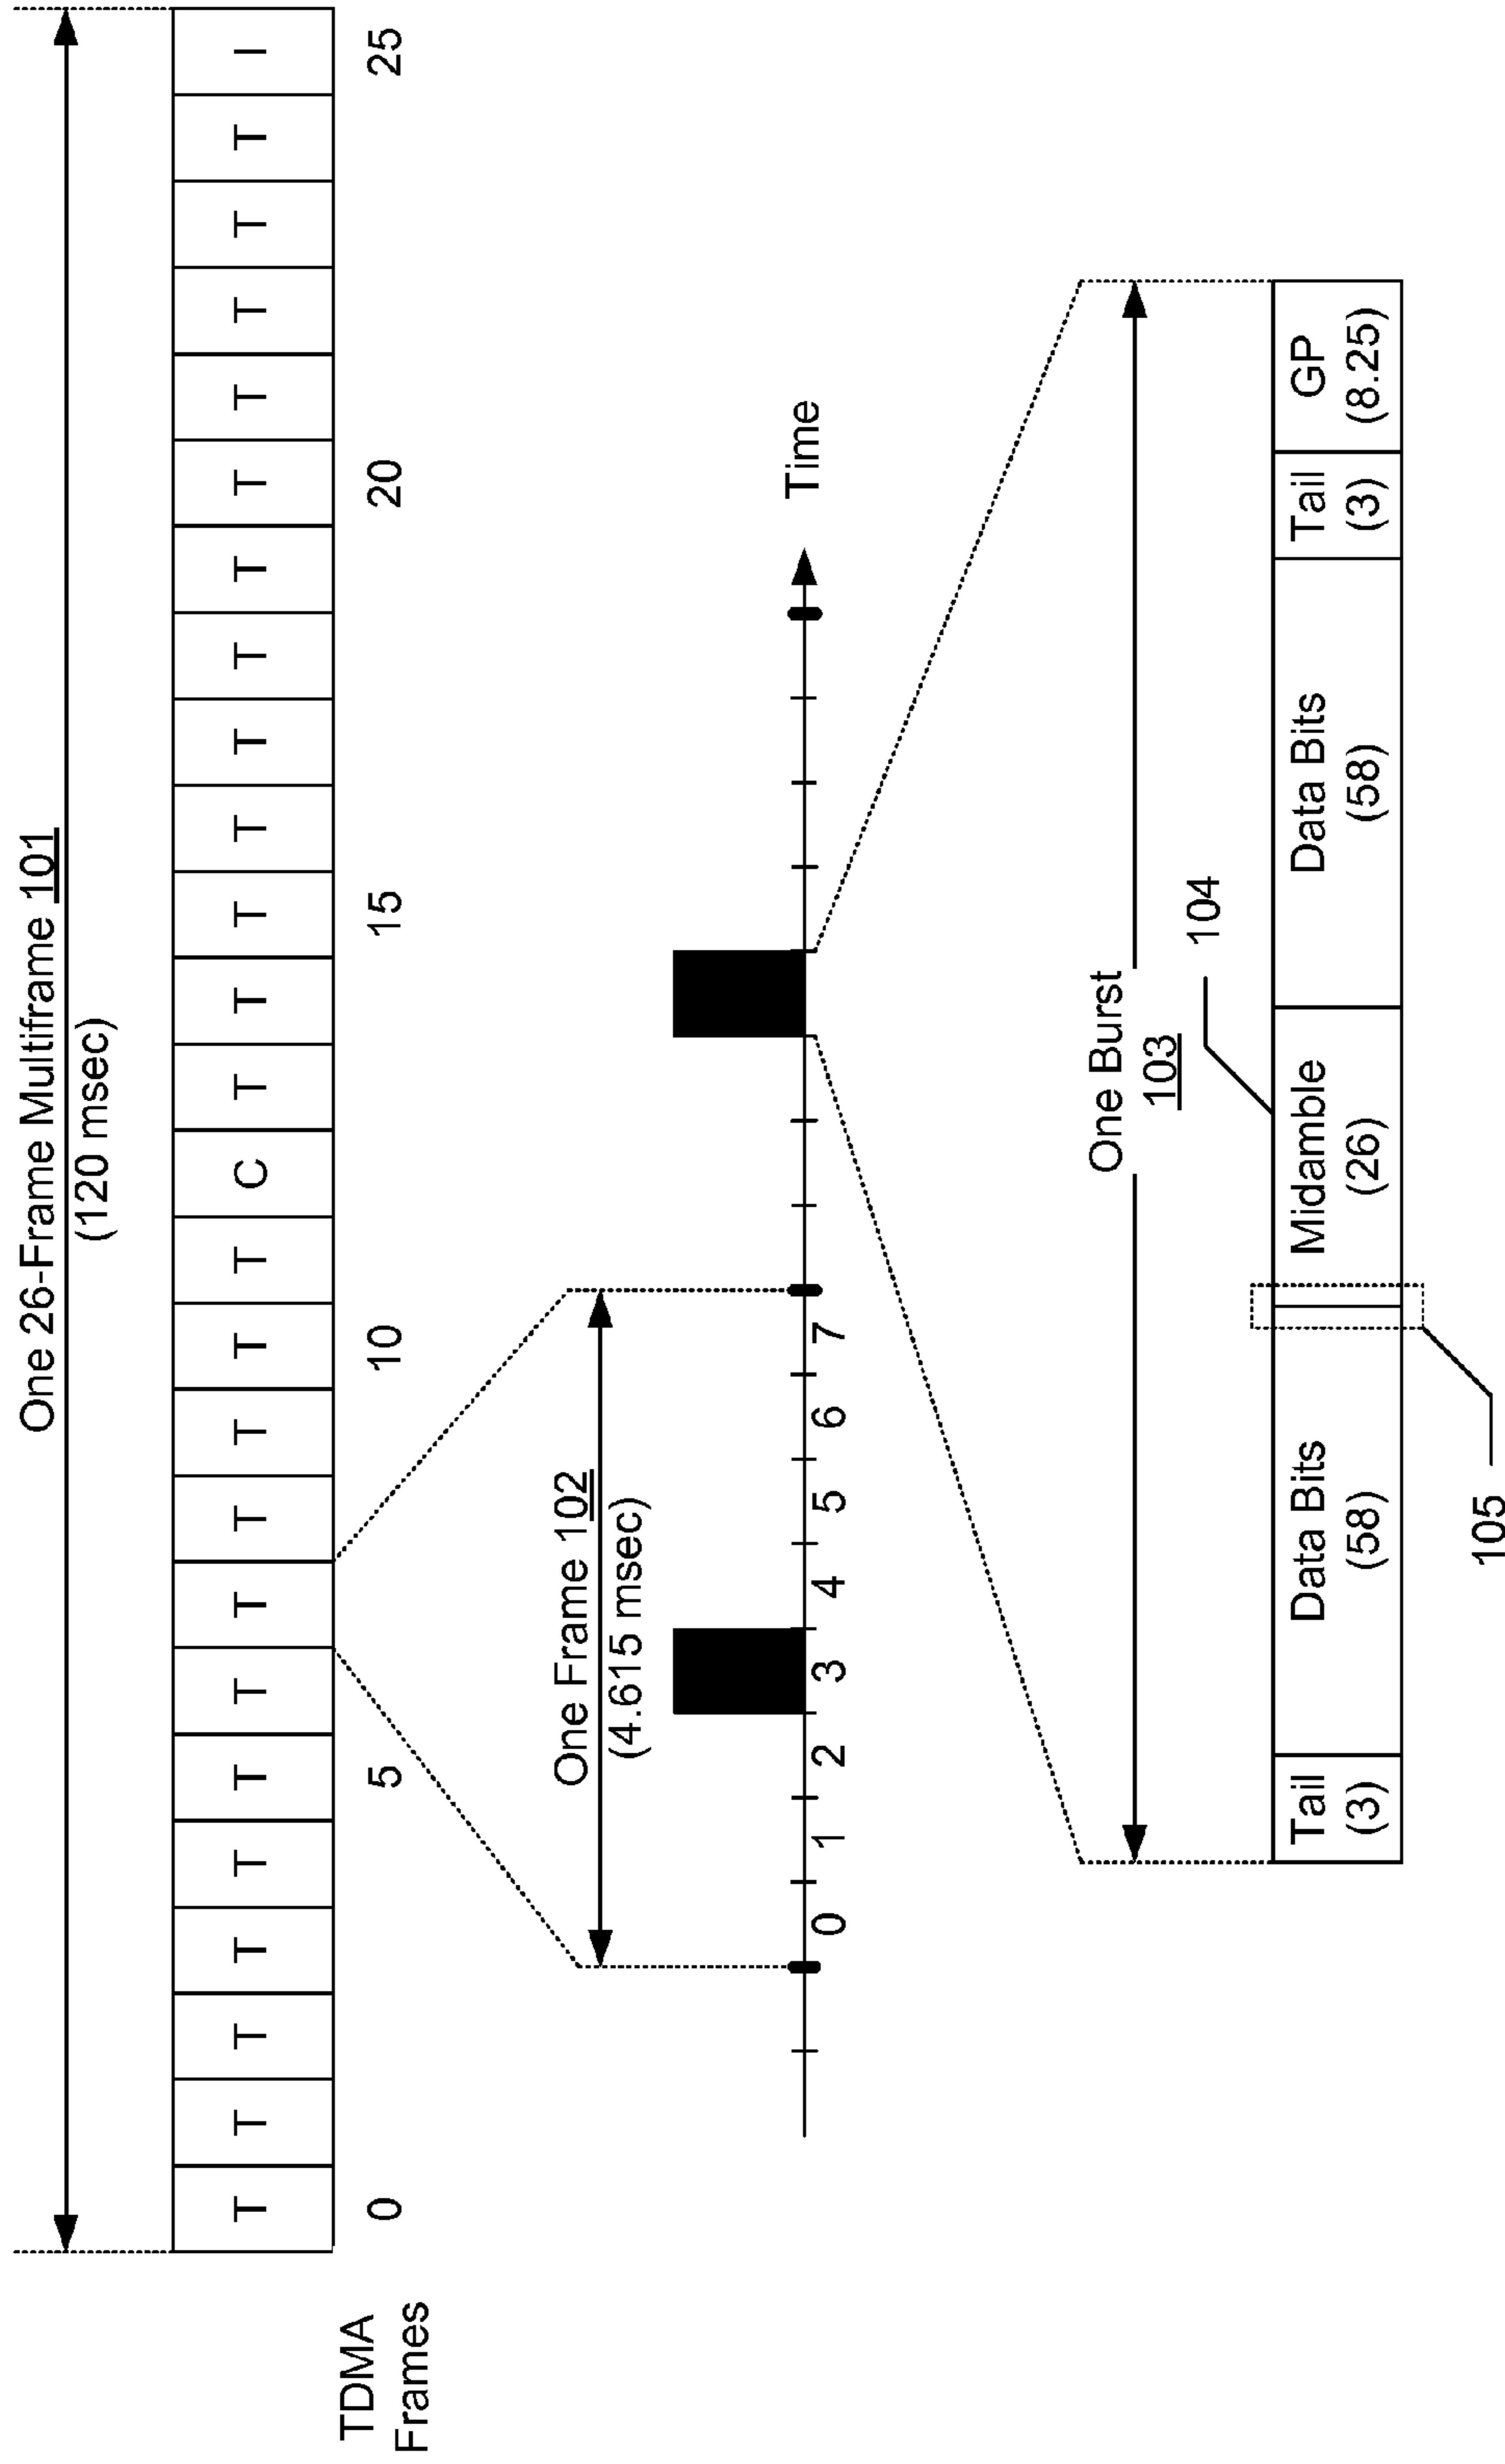 One 26-Frame Multiframe 101
(120 msec)
T T T T T T T T T T T T C T T T T T T T T T T T T I
TDMA
Frames
0 5 10 15 20 25
One Frame 102
(4.615 msec)
0 1 2 3 4 5 6 7
Time
One Burst
103
104
Tail
(3)
Data Bits
(58)
Midamble
(26)
Data Bits
(58)
Tail
(3)
GP
(8.25)
105